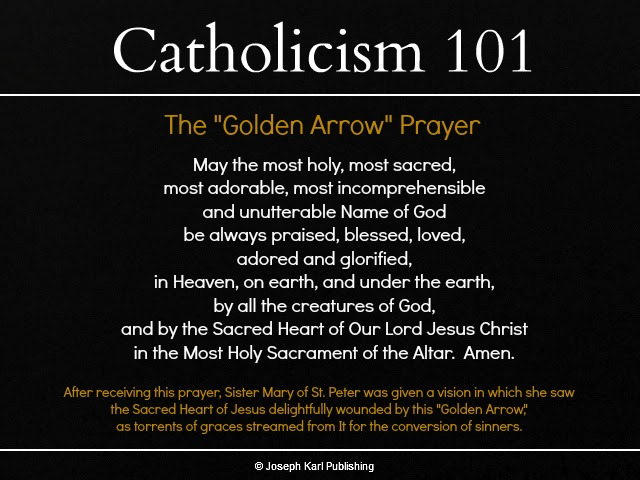 Catholicism 101
The "Golden Arrow" Prayer
May the most holy, most sacred,
most adorable, most incomprehensible
and unutterable Name of God
be always praised, blessed, loved,
adored and glorified,
in Heaven, on earth, and under the earth,
by all the creatures of God,
and by the Sacred Heart of Our Lord Jesus Christ
in the Most Holy Sacrament of the Altar.  Amen.
After receiving this prayer, Sister Mary of St. Peter was given a vision in which she saw
the Sacred Heart of Jesus delightfully wounded by this "Golden Arrow,"
as torrents of graces streamed from It for the conversion of sinners.
© Joseph Karl Publishing